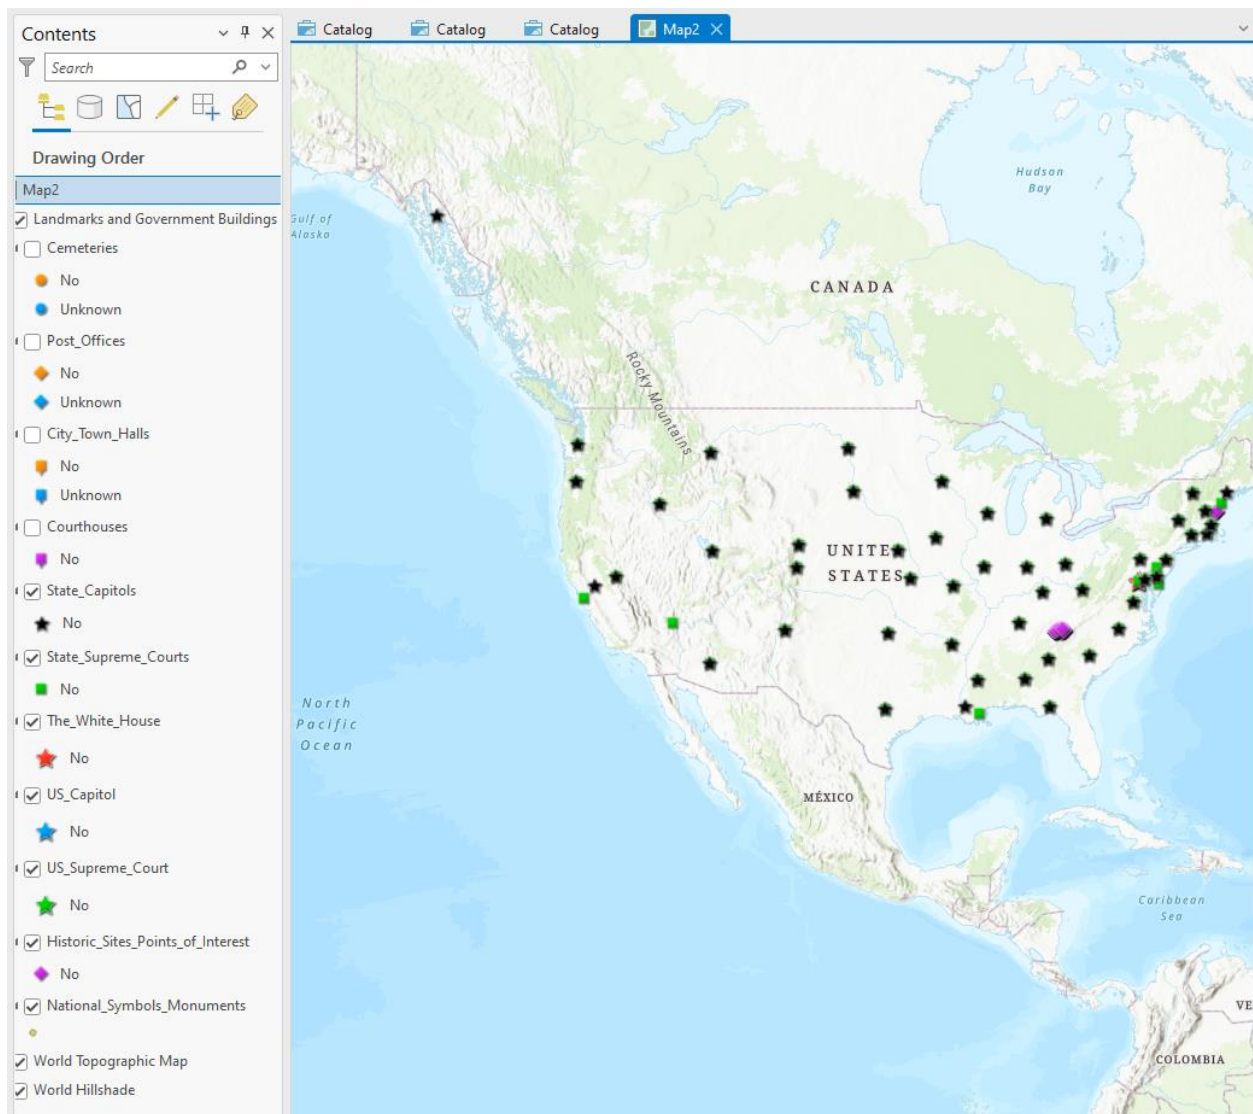 Contents
Search
Drawing Order
Map2
Landmarks and Government Buildings
Cemeteries
No
Unknown
Post_Offices
No
Unknown
City_Town_Halls
No
Unknown
Courthouses
No
State_Capitols
No
State_Supreme_Courts
No
The_White_House
No
US_Capitol
No
US_Supreme_Court
No
Historic_Sites_Points_of_Interest
No
National_Symbols_Monuments
World Topographic Map
World Hillshade
Catalog
Catalog
Catalog
Map2
Hudson
Bay
Gulf of
Alaska
CANADA
Rocky Mountains
UNITE
STATES
North
Pacific
Ocean
MÉXICO
Caribbean
Sea
VE
COLOMBIA